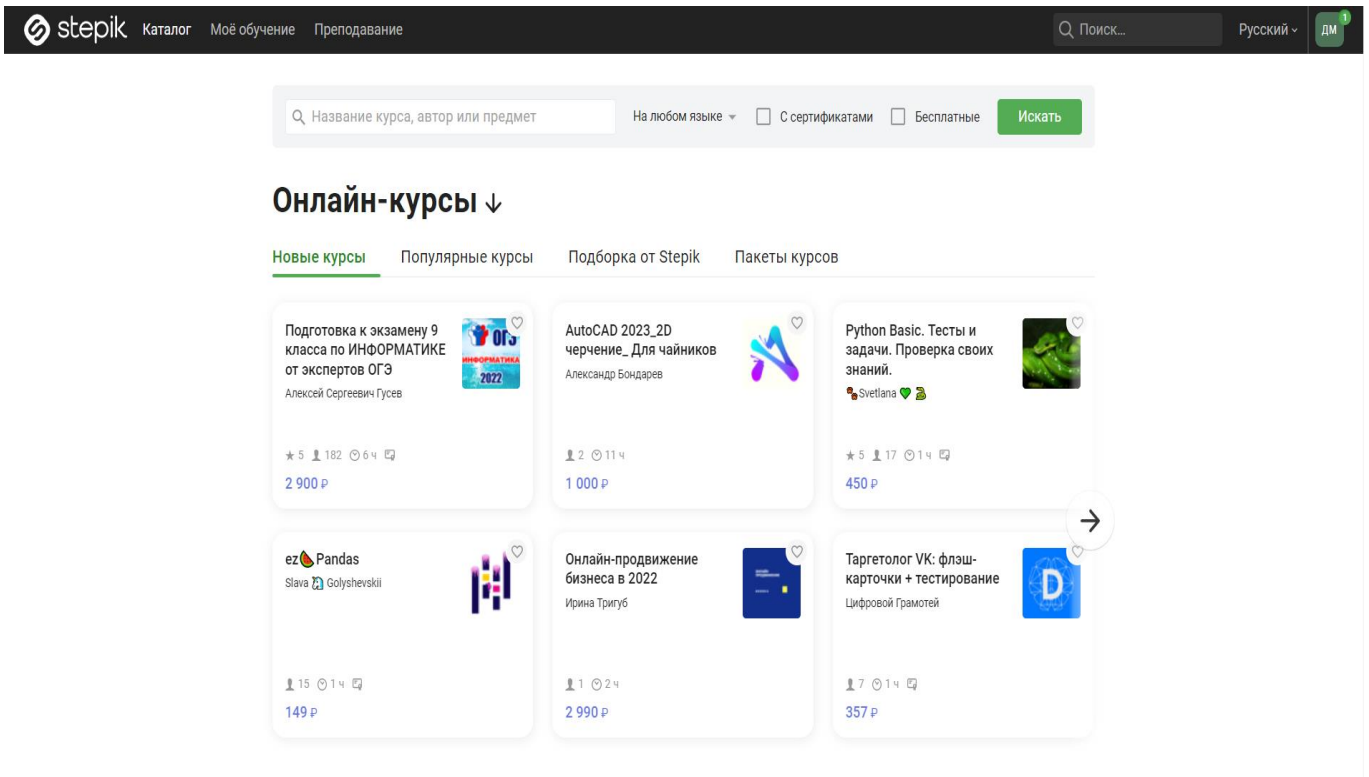 stepik Каталог Моё обучение Преподавание Поиск... Русский ДМ 1
Название курса, автор или предмет На любом языке С сертификатами Бесплатные Искать
Онлайн-курсы ↓
Новые курсы Популярные курсы Подборка от Stepik Пакеты курсов
Подготовка к экзамену 9
класса по ИНФОРМАТИКЕ
от экспертов ОГЭ
Алексей Сергеевич Гусев
ОГЭ
ИНФОРМАТИКА
2022
5 182 6 ч
2 900 ₽
AutoCAD 2023_2D
черчение_ Для чайников
Александр Бондарев
2 11 ч
1 000 ₽
Python Basic. Тесты и
задачи. Проверка своих
знаний.
Svetlana
5 17 1 ч
450 ₽
ez🍉Pandas
Slava Golyshevskii
15 1 ч
149 ₽
Онлайн-продвижение
бизнеса в 2022
Ирина Тригуб
1 2 ч
2 990 ₽
Таргетолог VK: флэш-
карточки + тестирование
Цифровой Грамотей
D
7 1 ч
357 ₽